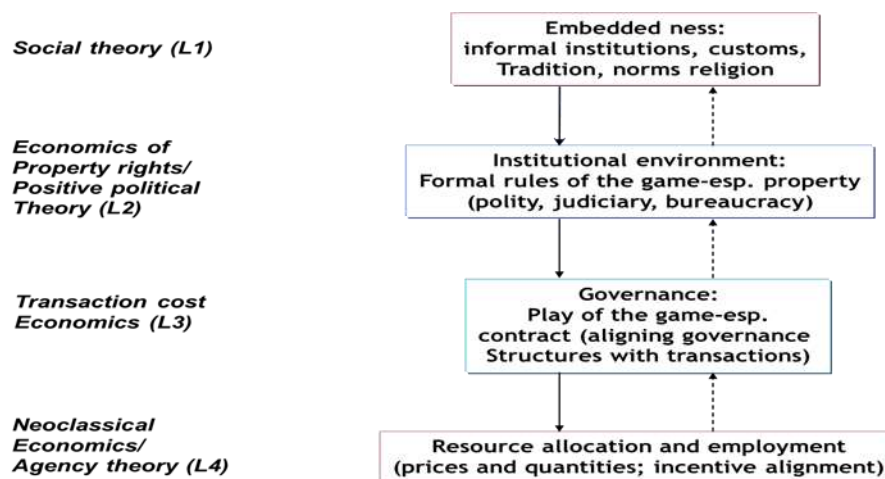 Social theory (L1)
Embedded ness:
informal institutions, customs,
Tradition, norms religion
Economics of
Property rights/
Positive political
Theory (L2)
Institutional environment:
Formal rules of the game-esp. property
(polity, judiciary, bureaucracy)
Transaction cost
Economics (L3)
Governance:
Play of the game-esp.
contract (aligning governance
Structures with transactions)
Neoclassical
Economics/
Agency theory (L4)
Resource allocation and employment
(prices and quantities; incentive alignment)